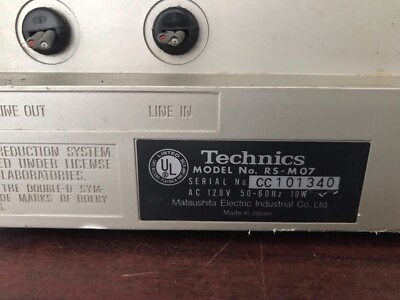 LINE OUT
LINE IN
REDUCTION SYSTEM
UNDER LICENSE
LABORATORIES.
THE DOUBLE-D SYM-
MARKS OF DOLBY
LISTED
UL
Technics
MODEL No. RS-M07
SERIAL No. CC101340
AC 120V 50-60Hz 10W
Matsushita Electric Industrial Co., Ltd.
Made in Japan